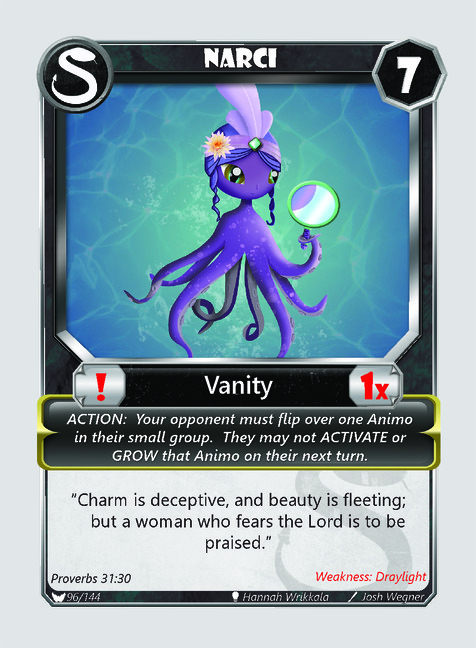 NARCI
S
7
!
Vanity
1x
ACTION: Your opponent must flip over one Animo
in their small group. They may not ACTIVATE or
GROW that Animo on their next turn.
"Charm is deceptive, and beauty is fleeting;
but a woman who fears the Lord is to be
praised."
Proverbs 31:30
Weakness: Draylight
96/144
Hannah Wrikkala
Josh Wegner